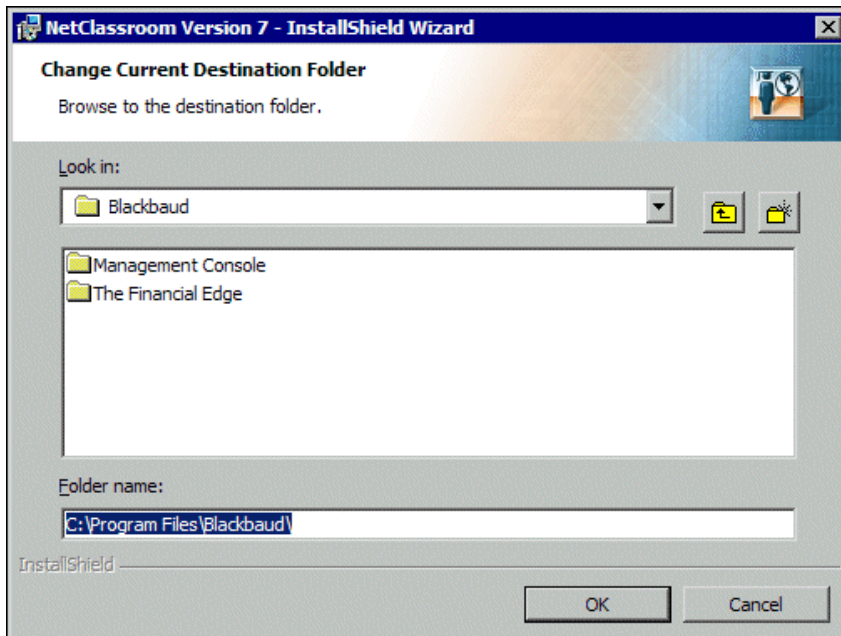 NetClassroom Version 7 - InstallShield Wizard
Change Current Destination Folder
Browse to the destination folder.
Look in:
Blackbaud
Management Console
The Financial Edge
Folder name:
C:\Program Files\Blackbaud\
InstallShield
OK Cancel